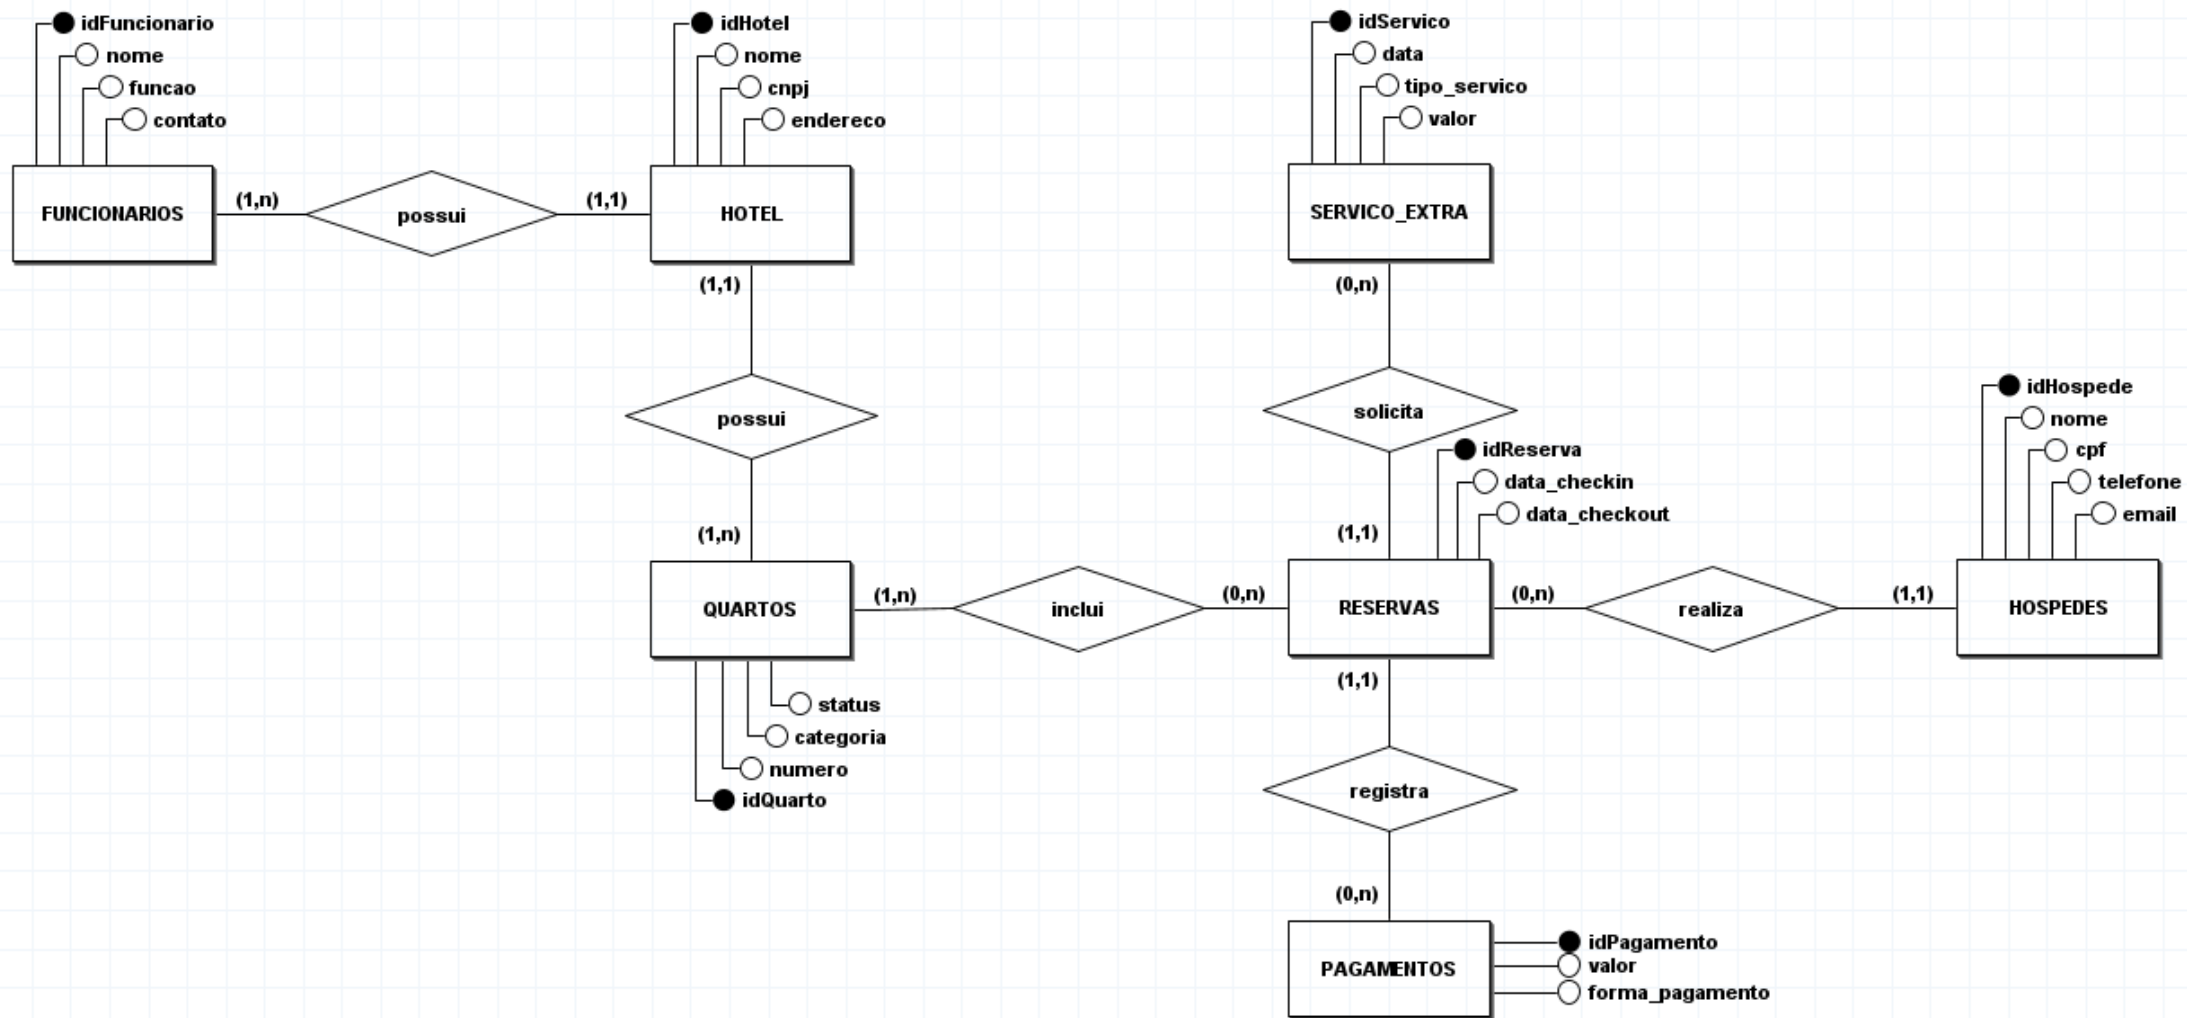 idFuncionario
nome
funcao
contato
FUNCIONARIOS
(1,n)
possui
(1,1)
idHotel
nome
cnpj
endereco
HOTEL
(1,1)
possui
(1,n)
idServico
data
tipo_servico
valor
SERVICO_EXTRA
(0,n)
solicita
(1,1)
idReserva
data_checkin
data_checkout
idHospede
nome
cpf
telefone
email
QUARTOS
(1,n)
inclui
(0,n)
RESERVAS
(0,n)
realiza
(1,1)
HOSPEDES
status
categoria
numero
idQuarto
(1,1)
registra
(0,n)
PAGAMENTOS
idPagamento
valor
forma_pagamento